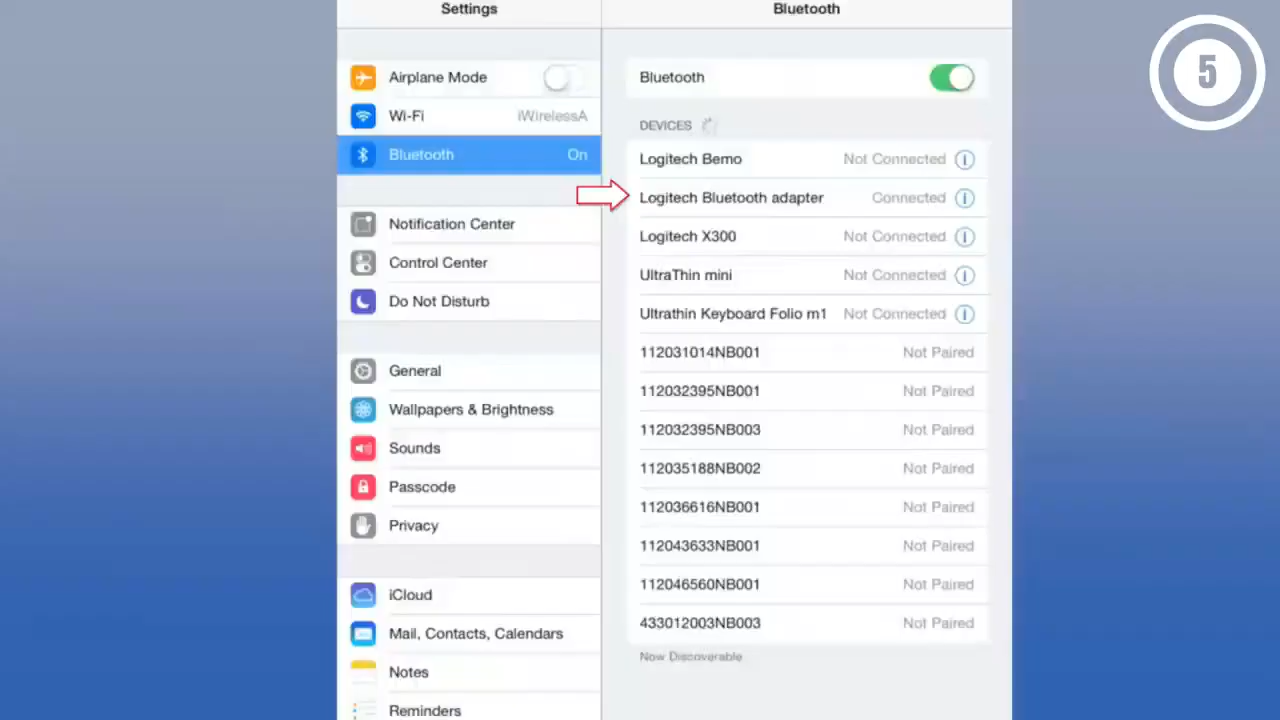 Settings
Bluetooth
5
Airplane Mode
Wi-Fi iWirelessA
Bluetooth On
Notification Center
Control Center
Do Not Disturb
General
Wallpapers & Brightness
Sounds
Passcode
Privacy
iCloud
Mail, Contacts, Calendars
Notes
Reminders
Bluetooth
DEVICES
Logitech Bemo Not Connected
Logitech Bluetooth adapter Connected
Logitech X300 Not Connected
UltraThin mini Not Connected
Ultrathin Keyboard Folio m1 Not Connected
112031014NB001 Not Paired
112032395NB001 Not Paired
112032395NB003 Not Paired
112035188NB002 Not Paired
112036616NB001 Not Paired
112043633NB001 Not Paired
112046560NB001 Not Paired
433012003NB003 Not Paired
Now Discoverable